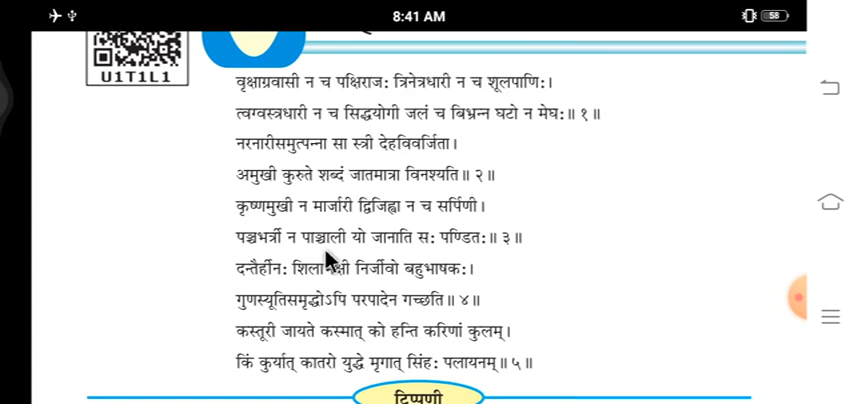 8:41 AM
58
U1T1L1
वृक्षाग्रवासी न च पक्षिराजः त्रिनेत्रधारी न च शूलपाणिः।
त्वग्वस्त्रधारी न च सिद्धयोगी जलं च बिभ्रन्न घटो न मेघः॥ १॥
नरनारीसमुत्पन्ना सा स्त्री देहविवर्जिता।
अमुखी कुरुते शब्दं जातमात्रा विनश्यति॥ २॥
कृष्णमुखी न मार्जारी द्विजिह्वा न च सर्पिणी।
पञ्चभर्त्री न पाञ्चाली यो जानाति सः पण्डितः॥ ३॥
दन्तैर्हीनः शिलाभक्षी निर्जीवो बहुभाषकः।
गुणस्यूतिसमृद्धोऽपि परपादेन गच्छति॥ ४॥
कस्तूरी जायते कस्मात् को हन्ति करिणां कुलम्।
किं कुर्यात् कातरो युद्धे मृगात् सिंहः पलायनम्॥ ५॥
टिप्पणी